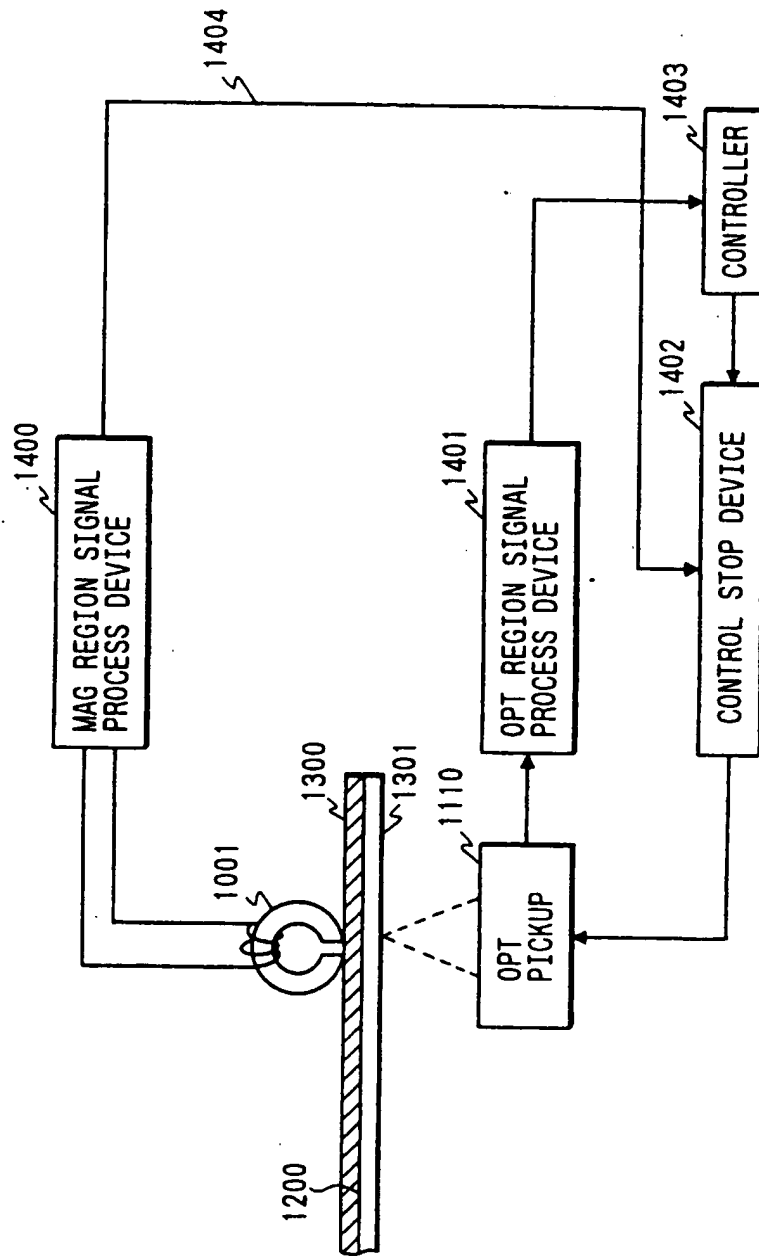 1404
1400
MAG REGION SIGNAL
PROCESS DEVICE
1403
CONTROLLER
1001
1300
1301
1200
1401
OPT REGION SIGNAL
PROCESS DEVICE
1402
CONTROL STOP DEVICE
1110
OPT
PICKUP